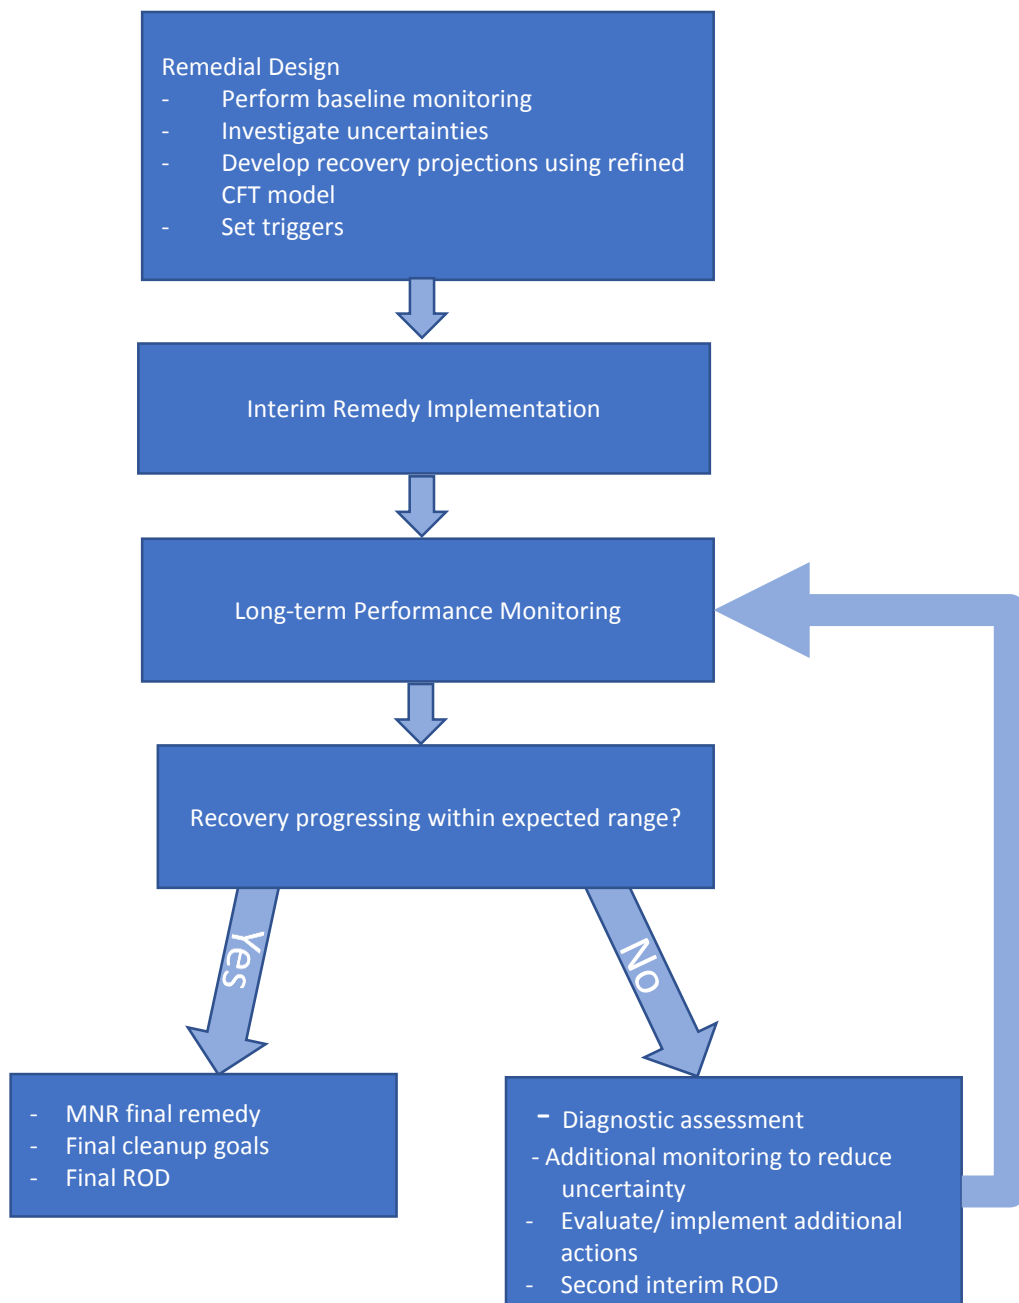 Remedial Design
- Perform baseline monitoring
- Investigate uncertainties
- Develop recovery projections using refined
CFT model
- Set triggers
Interim Remedy Implementation
Long-term Performance Monitoring
Recovery progressing within expected range?
Yes
No
- MNR final remedy
- Final cleanup goals
- Final ROD
- Diagnostic assessment
- Additional monitoring to reduce
uncertainty
- Evaluate/ implement additional
actions
- Second interim ROD